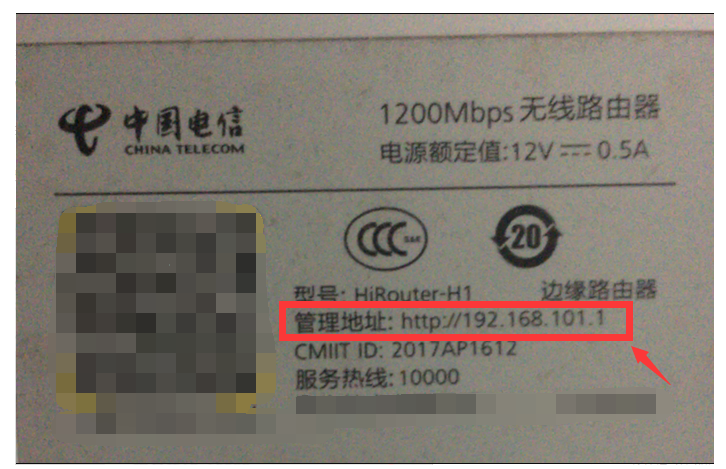 中国电信
CHINA TELECOM
1200Mbps 无线路由器
电源额定值:12V ⎓ 0.5A
CCC S&E
20
型号: HiRouter-H1 边缘路由器
管理地址: http://192.168.101.1
CMIIT ID: 2017AP1612
服务热线:10000